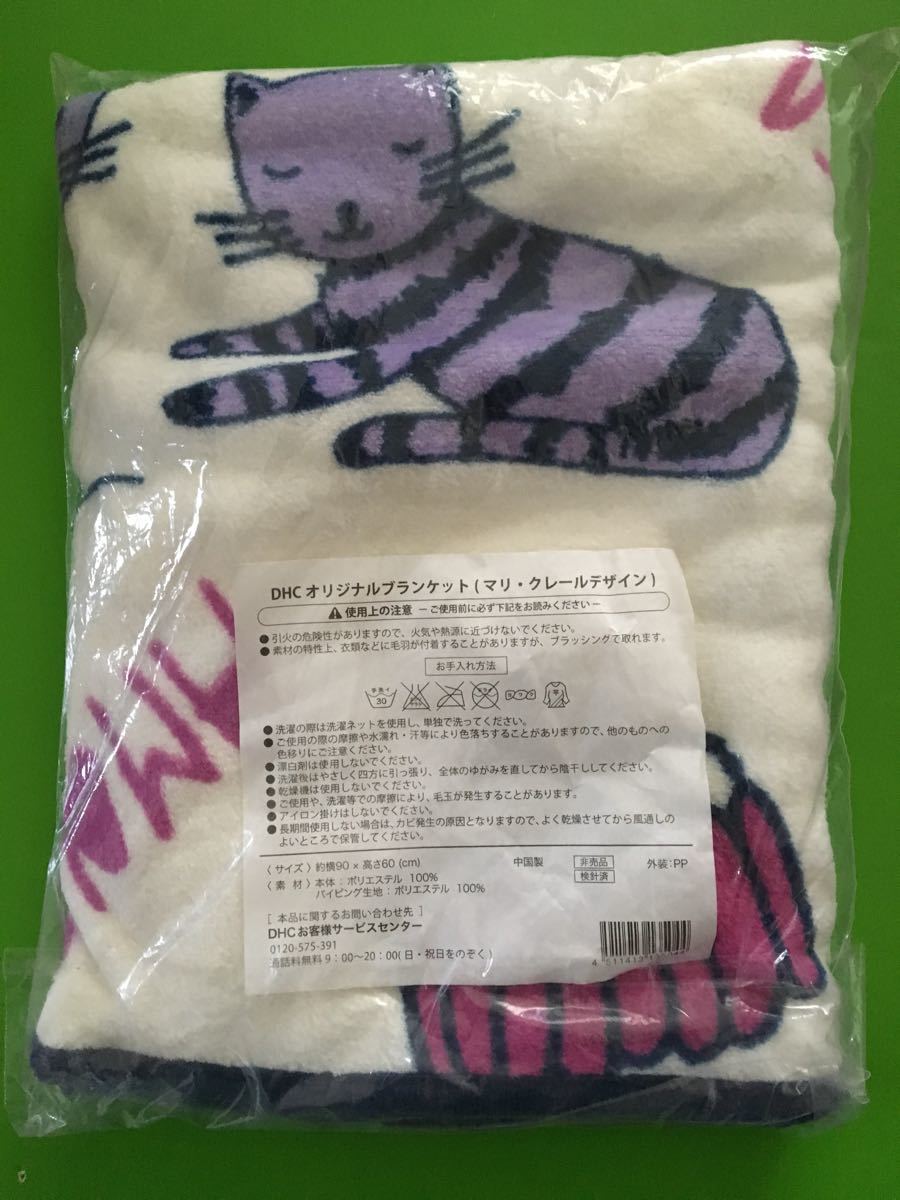 DHC オリジナルブランケット ( マリ・クレールデザイン )
⚠ 使用上の注意 －ご使用前に必ず下記をお読みください－
● 引火の危険性がありますので、火気や熱源に近づけないでください。
● 素材の特性上、衣類などに毛羽が付着することがありますが、ブラッシングで取れます。
お手入れ方法
手洗イ 30
● 洗濯の際は洗濯ネットを使用し、単独で洗ってください。
● ご使用の際の摩擦や水濡れ・汗等により色落ちすることがありますので、他のものへの
色移りにご注意ください。
● 漂白剤は使用しないでください。
● 洗濯後はやさしく四方に引っ張り、全体のゆがみを直してから陰干ししてください。
● 乾燥機は使用しないでください。
● ご使用や、洗濯等での摩擦により、毛玉が発生することがあります。
● アイロン掛けはしないでください。
● 長期間使用しない場合は、カビ発生の原因となりますので、よく乾燥させてから風通しの
よいところで保管してください。
〈 サイズ 〉約横90 × 高さ60 (cm) 中国製 非売品 外装：PP
〈 素 材 〉本体：ポリエステル 100% 検針済
パイピング生地：ポリエステル 100%
[ 本品に関するお問い合わせ先 ]
DHCお客様サービスセンター
0120-575-391
通話料無料 9：00～20：00( 日・祝日をのぞく )